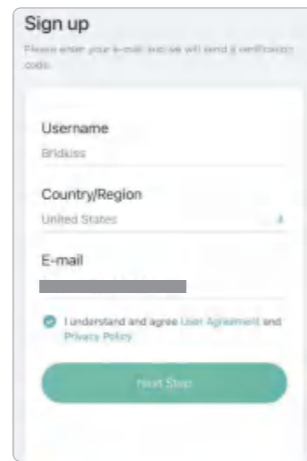 Sign up
Please enter your e-mail and we will send a verification
code.
Username
Bridkiss
Country/Region
United States
E-mail
I understand and agree User Agreement and
Privacy Policy
Next Step